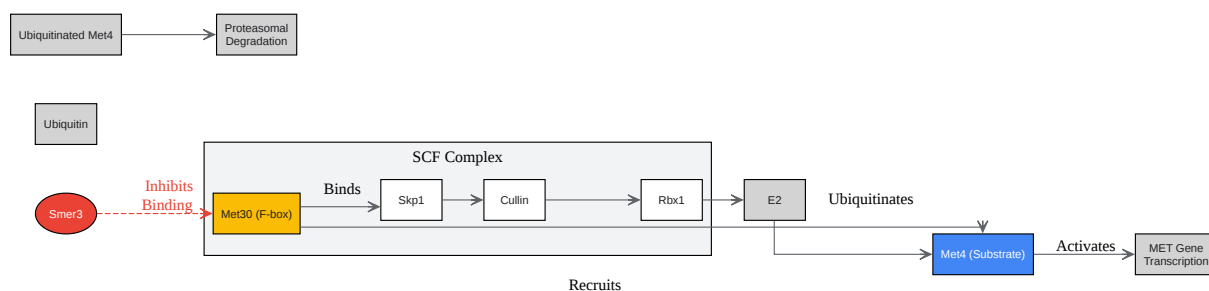 Ubiquitinated Met4
Proteasomal
Degradation
Ubiquitin
SCF Complex
Smer3
Inhibits
Binding
Met30 (F-box)
Binds
Skp1
Cullin
Rbx1
E2
Ubiquitinates
Met4 (Substrate)
Activates
MET Gene
Transcription
Recruits